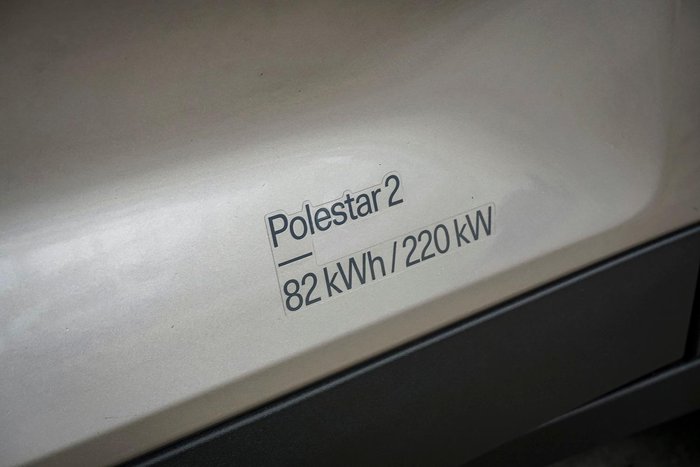 Polestar 2
—
82 kWh / 220 kW